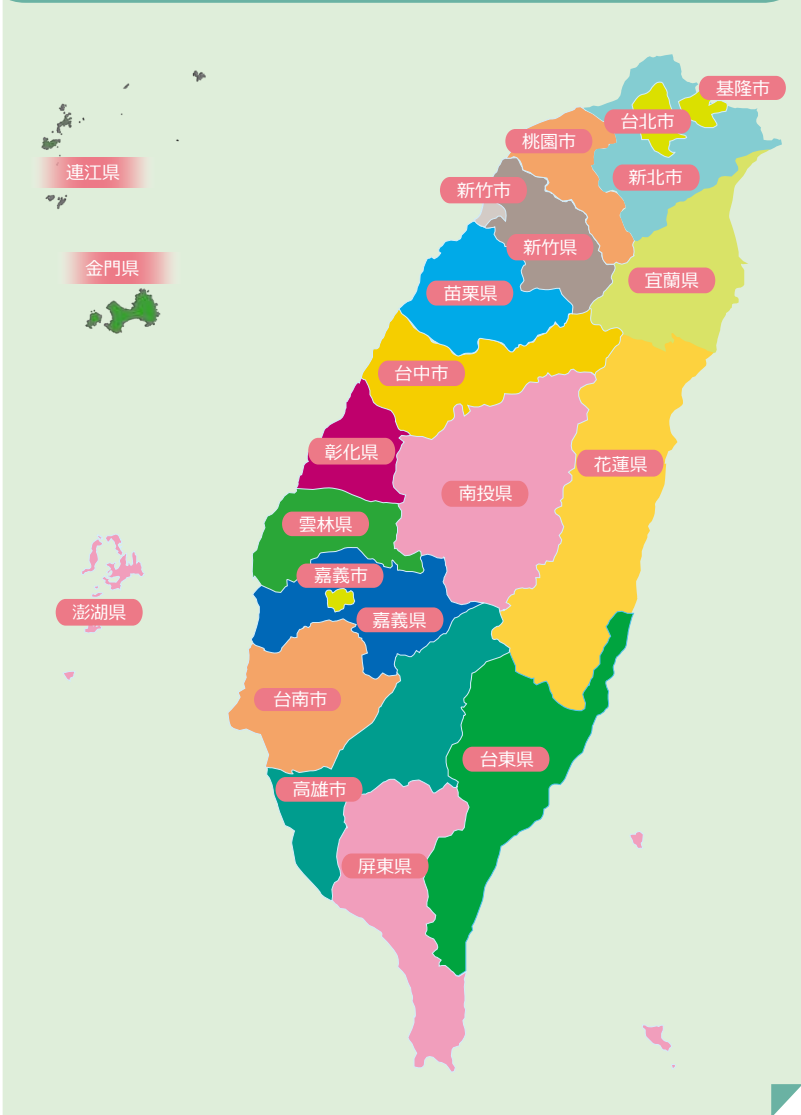 基隆市
台北市
桃園市
連江県
新北市
新竹市
新竹県
金門県
宜蘭県
苗栗県
台中市
彰化県
花蓮県
南投県
雲林県
嘉義市
澎湖県
嘉義県
台南市
台東県
高雄市
屏東県